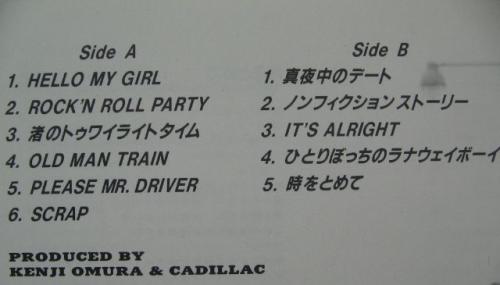 Side A
1. HELLO MY GIRL
2. ROCK'N ROLL PARTY
3. 渚のトゥワイライトタイム
4. OLD MAN TRAIN
5. PLEASE MR. DRIVER
6. SCRAP
Side B
1. 真夜中のデート
2. ノンフィクションストーリー
3. IT'S ALRIGHT
4. ひとりぼっちのラナウェイボーイ
5. 時をとめて
PRODUCED BY
KENJI OMURA & CADILLAC